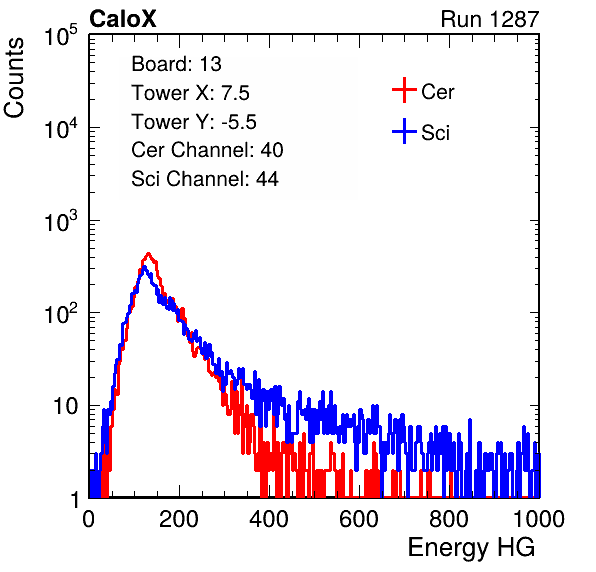 CaloX Run 1287
Counts
10^5
10^4
10^3
10^2
10
1
Board: 13
Tower X: 7.5
Tower Y: -5.5
Cer Channel: 40
Sci Channel: 44
Cer
Sci
0 200 400 600 800 1000
Energy HG